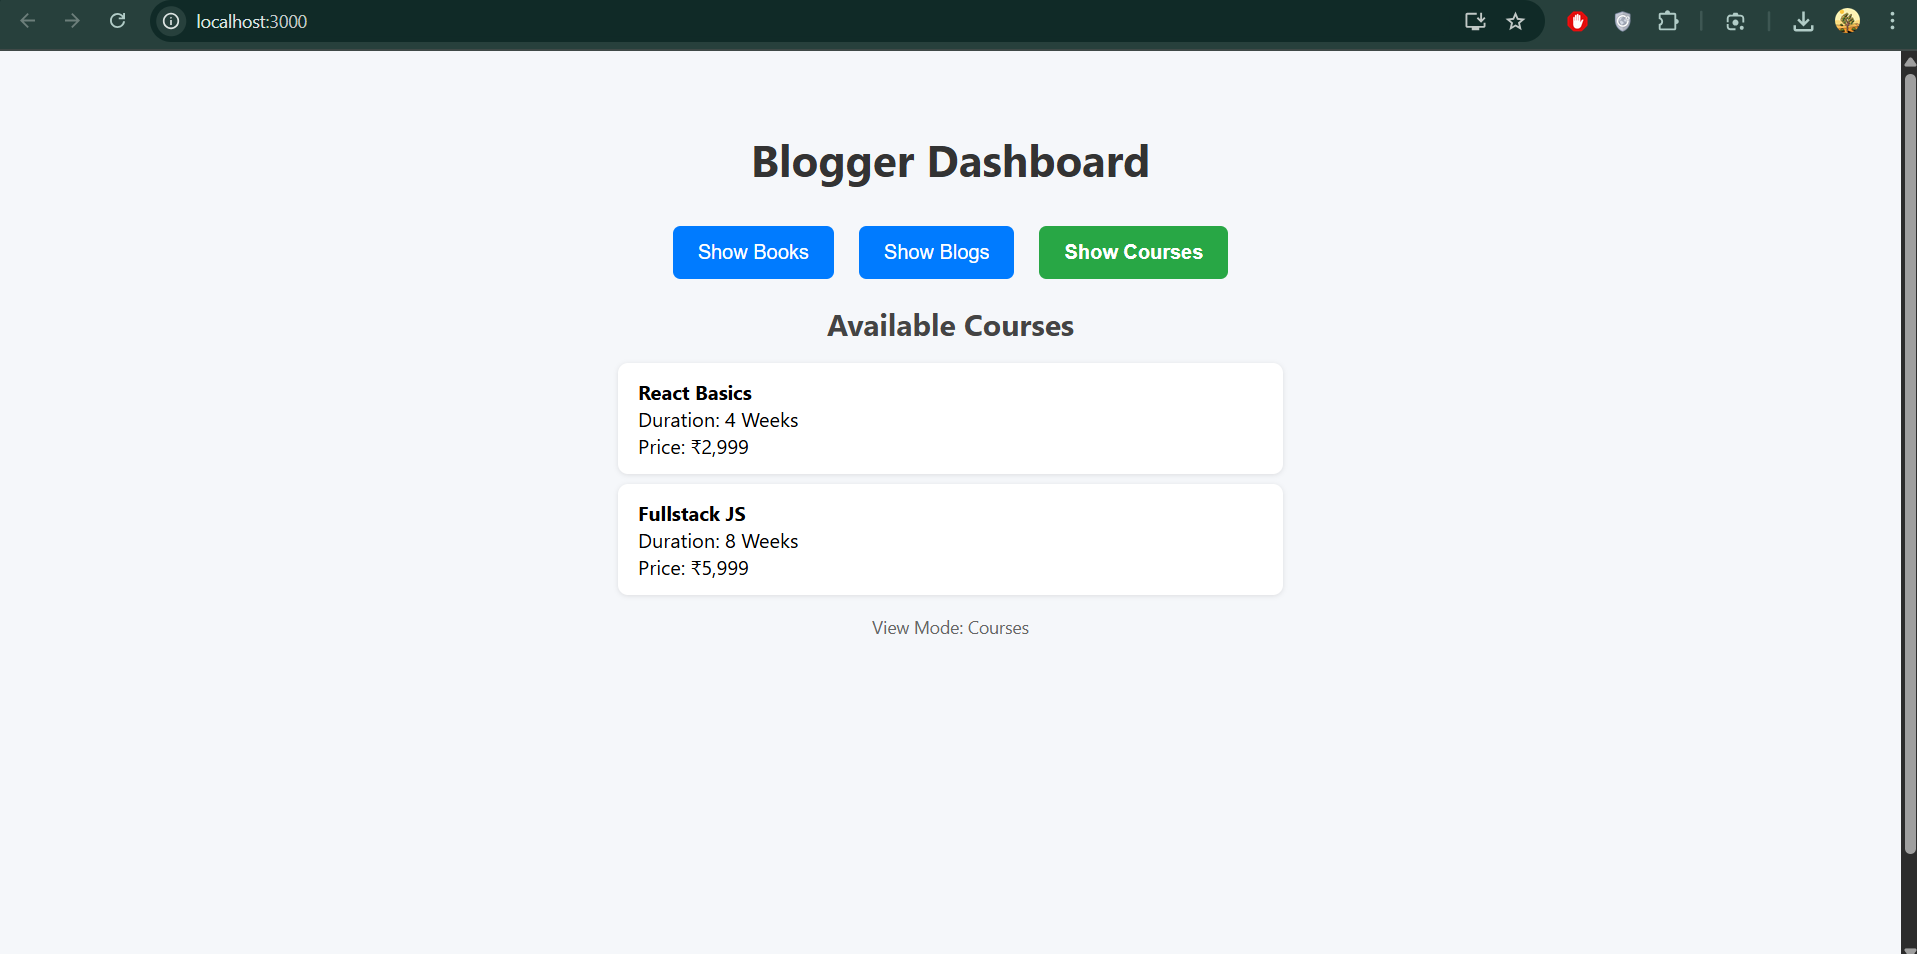 localhost:3000
Blogger Dashboard
Show Books Show Blogs Show Courses
Available Courses
React Basics
Duration: 4 Weeks
Price: ₹2,999
Fullstack JS
Duration: 8 Weeks
Price: ₹5,999
View Mode: Courses